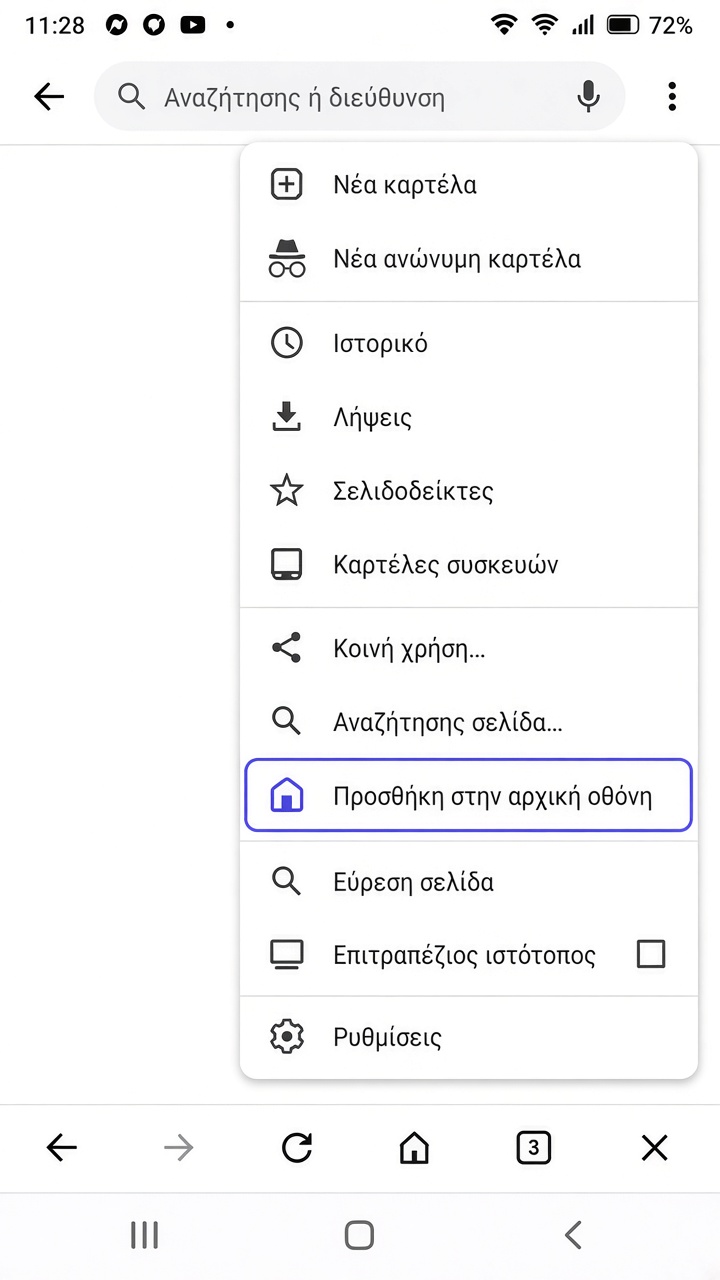 11:28
72%
Αναζήτησης ή διεύθυνση
Νέα καρτέλα
Νέα ανώνυμη καρτέλα
Ιστορικό
Λήψεις
Σελιδοδείκτες
Καρτέλες συσκευών
Κοινή χρήση...
Αναζήτησης σελίδα...
Προσθήκη στην αρχική οθόνη
Εύρεση σελίδα
Επιτραπέζιος ιστότοπος
Ρυθμίσεις
3